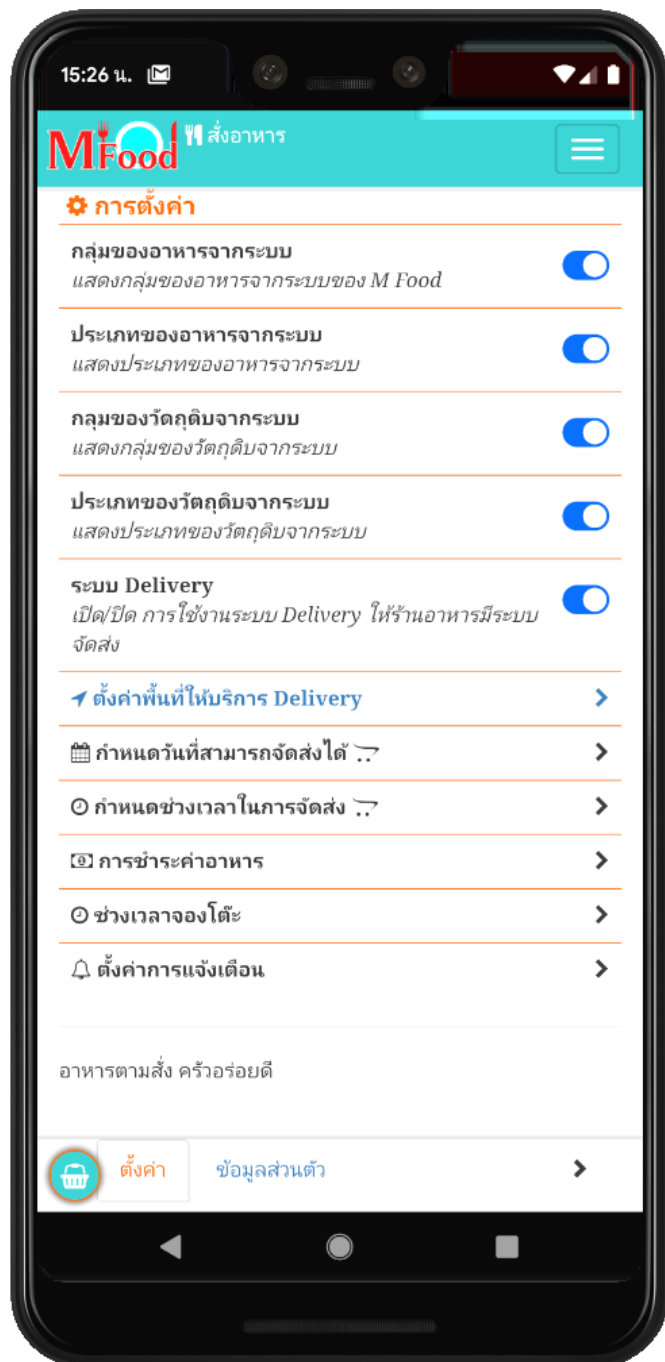 15:26 น.
M Food สั่งอาหาร
การตั้งค่า
กลุ่มของอาหารจากระบบ
แสดงกลุ่มของอาหารจากระบบของ M Food
ประเภทของอาหารจากระบบ
แสดงประเภทของอาหารจากระบบ
กลุมของวัดถุดิบจากระบบ
แสดงกลุ่มของวัตถุดิบจากระบบ
ประเภทของวัตถุดิบจากระบบ
แสดงประเภทของวัตถุดิบจากระบบ
ระบบ Delivery
เปิด/ปิด การใช้งานระบบ Delivery ให้ร้านอาหารมีระบบ
จัดส่ง
ตั้งค่าพื้นที่ให้บริการ Delivery
กำหนดวันที่สามารถจัดส่งได้
กำหนดช่วงเวลาในการจัดส่ง
การชำระค่าอาหาร
ช่วงเวลาจองโต๊ะ
ตั้งค่าการแจ้งเตือน
อาหารตามสั่ง ครัวอร่อยดี
ตั้งค่า ข้อมูลส่วนตัว